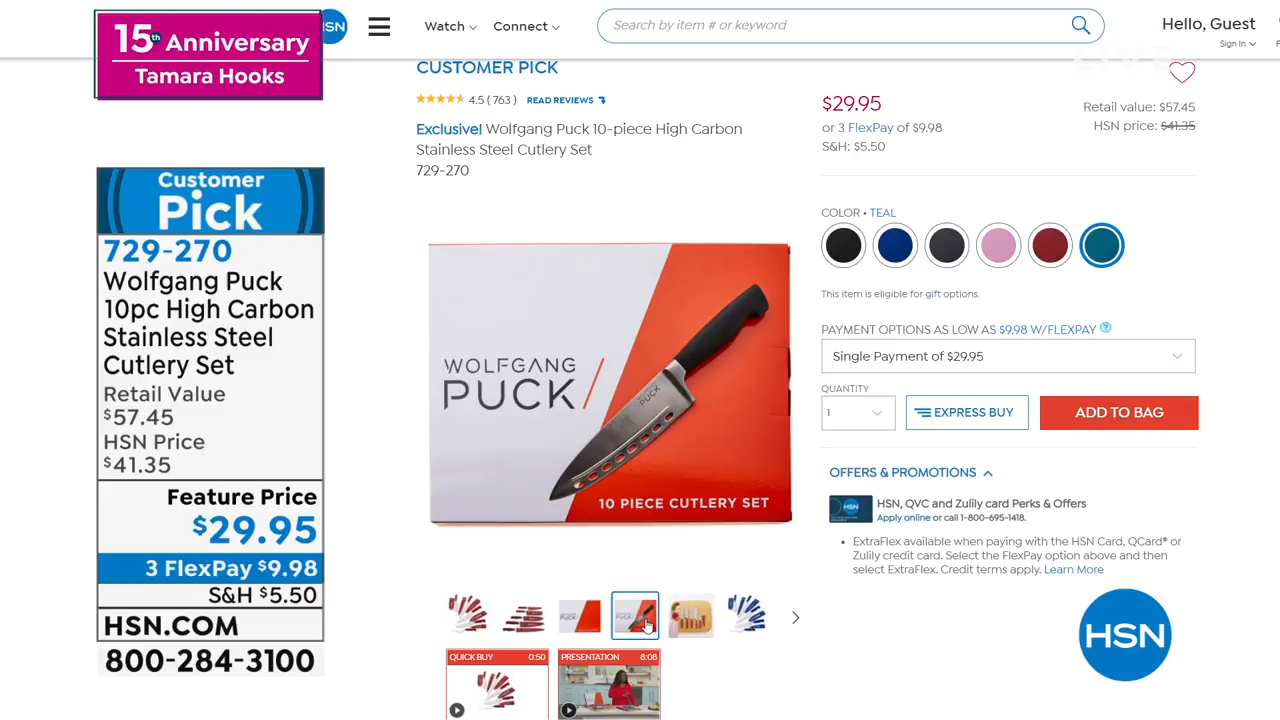 15th Anniversary
Tamara Hooks
HSN
Watch
Connect
Search by item # or keyword
Hello, Guest
Sign In
LIVE
CUSTOMER PICK
4.5 ( 763 ) READ REVIEWS
Exclusive! Wolfgang Puck 10-piece High Carbon
Stainless Steel Cutlery Set
729-270
$29.95
or 3 FlexPay of $9.98
S&H: $5.50
Retail value: $57.45
HSN price: $41.35
Customer
Pick
729-270
Wolfgang Puck
10pc High Carbon
Stainless Steel
Cutlery Set
Retail Value
$57.45
HSN Price
$41.35
Feature Price
$29.95
3 FlexPay $9.98
S&H $5.50
HSN.COM
800-284-3100
WOLFGANG
PUCK
PUCK
10 PIECE CUTLERY SET
COLOR • TEAL
This item is eligible for gift options.
PAYMENT OPTIONS AS LOW AS $9.98 W/FLEXPAY ?
Single Payment of $29.95
QUANTITY
1
EXPRESS BUY
ADD TO BAG
OFFERS & PROMOTIONS
HSN
HSN, QVC and Zulily card Perks & Offers
Apply online or call 1-800-695-1418.
• ExtraFlex available when paying with the HSN Card, QCard® or
Zulily credit card. Select the FlexPay option above and then
select ExtraFlex. Credit terms apply. Learn More
PUCK
PUCK
QUICK BUY 0:50
PRESENTATION 8:08
HSN